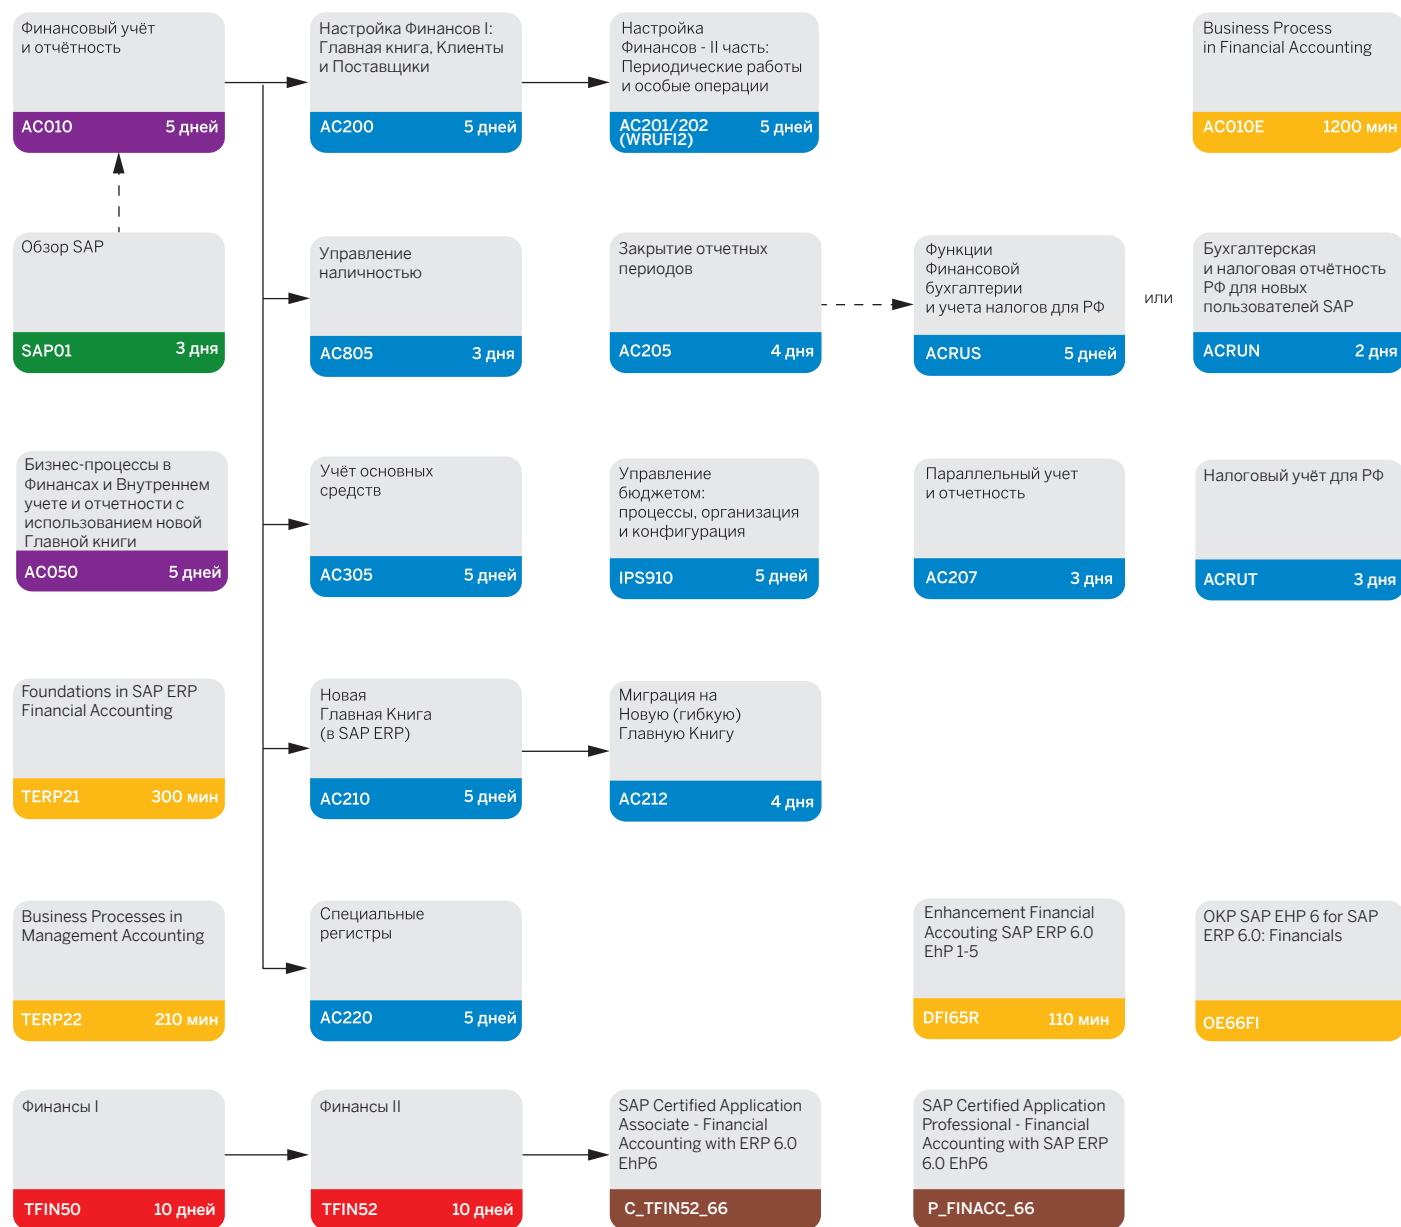 Финансовый учёт
и отчётность
AC010 5 дней
Настройка Финансов I:
Главная книга, Клиенты
и Поставщики
AC200 5 дней
Настройка
Финансов - II часть:
Периодические работы
и особые операции
AC201/202
(WRUFI2) 5 дней
Business Process
in Financial Accounting
AC010E 1200 мин
Обзор SAP
SAP01 3 дня
Управление
наличностью
AC805 3 дня
Закрытие отчетных
периодов
AC205 4 дня
Функции
Финансовой
бухгалтерии
и учета налогов для РФ
ACRUS 5 дней
или
Бухгалтерская
и налоговая отчётность
РФ для новых
пользователей SAP
ACRUN 2 дня
Бизнес-процессы в
Финансах и Внутреннем
учете и отчетности с
использованием новой
Главной книги
AC050 5 дней
Учёт основных
средств
AC305 5 дней
Управление
бюджетом:
процессы, организация
и конфигурация
IPS910 5 дней
Параллельный учет
и отчетность
AC207 3 дня
Налоговый учёт для РФ
ACRUT 3 дня
Foundations in SAP ERP
Financial Accounting
TERP21 300 мин
Новая
Главная Книга
(в SAP ERP)
AC210 5 дней
Миграция на
Новую (гибкую)
Главную Книгу
AC212 4 дня
Business Processes in
Management Accounting
TERP22 210 мин
Специальные
регистры
AC220 5 дней
Enhancement Financial
Accouting SAP ERP 6.0
EhP 1-5
DFI65R 110 мин
OKP SAP EHP 6 for SAP
ERP 6.0: Financials
OE66FI
Финансы I
TFIN50 10 дней
Финансы II
TFIN52 10 дней
SAP Certified Application
Associate - Financial
Accounting with ERP 6.0
EhP6
C_TFIN52_66
SAP Certified Application
Professional - Financial
Accounting with SAP ERP
6.0 EhP6
P_FINACC_66